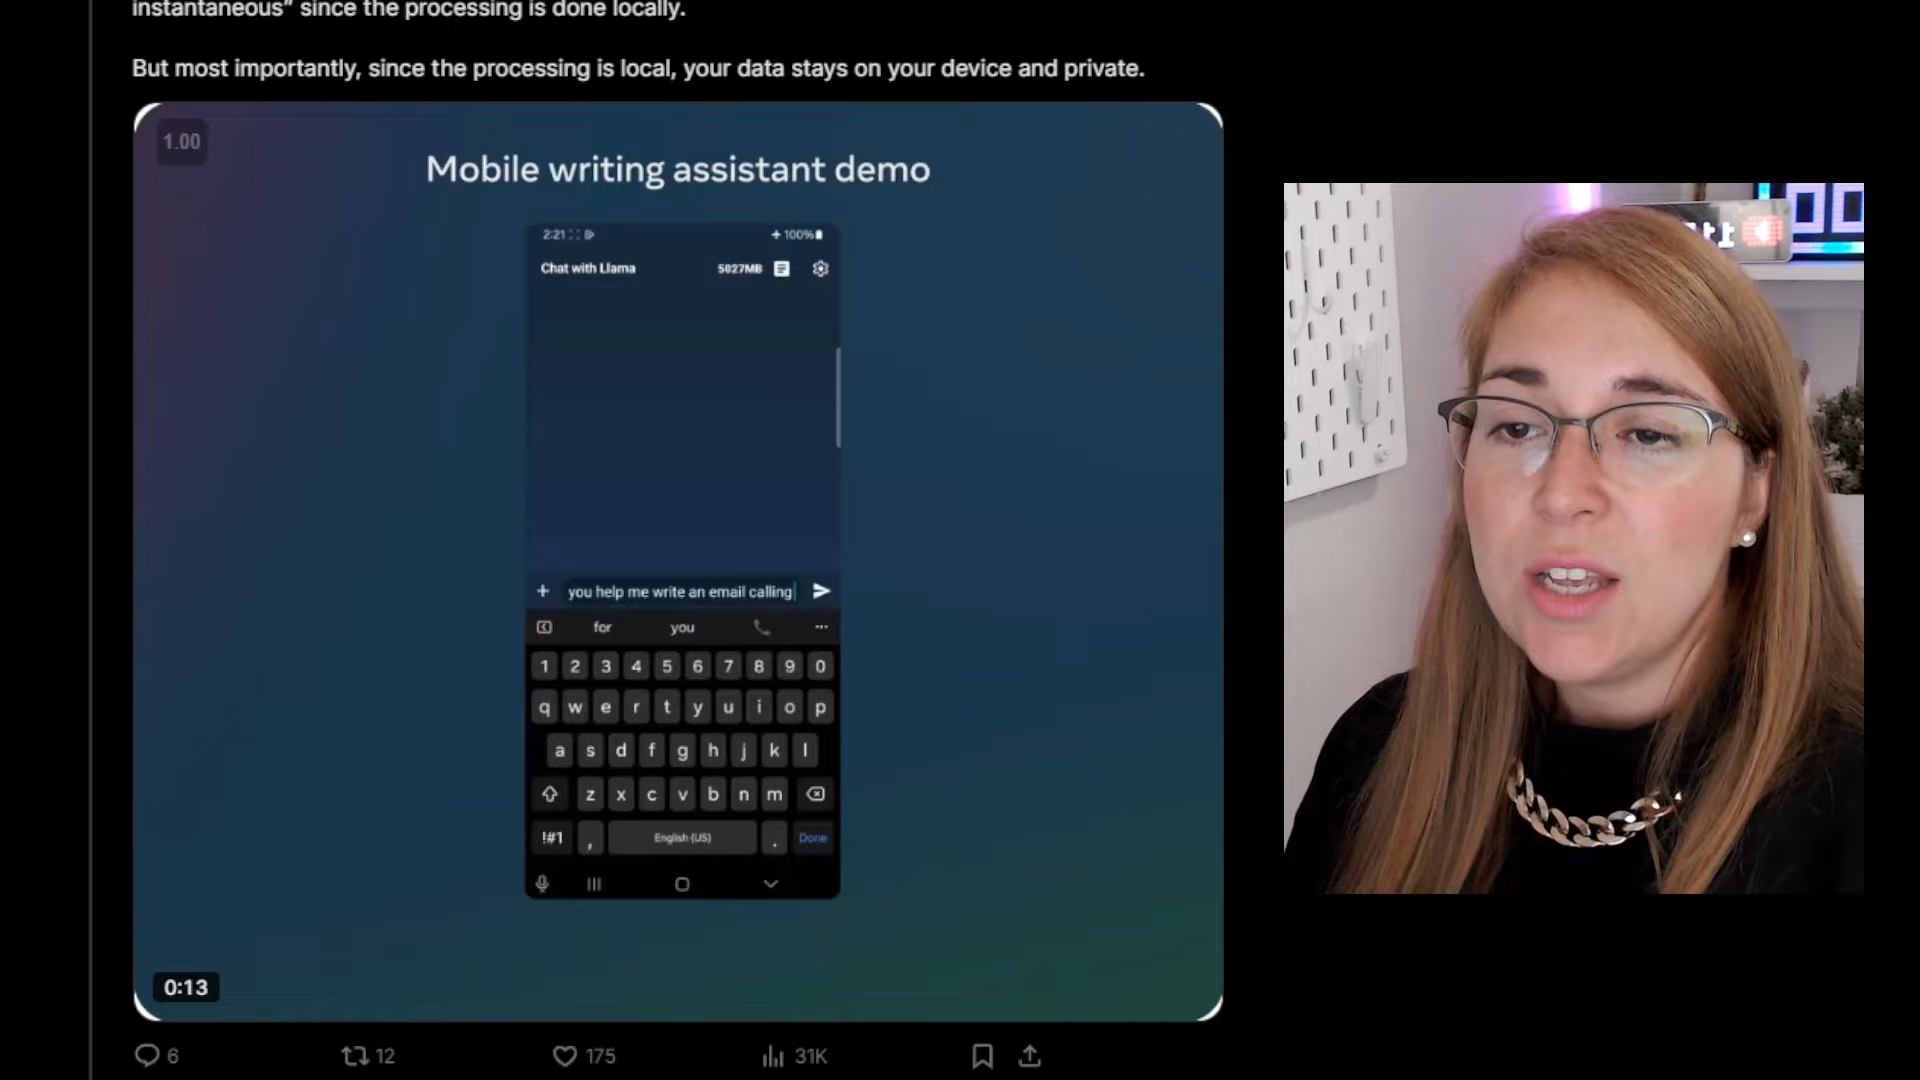 instantaneous" since the processing is done locally.
But most importantly, since the processing is local, your data stays on your device and private.
1.00
Mobile writing assistant demo
2:21 100%
Chat with Llama 5027MB
+ you help me write an email calling
for you ...
1 2 3 4 5 6 7 8 9 0
q w e r t y u i o p
a s d f g h j k l
z x c v b n m
!#1 , English (US) . Done
0:13
6 12 175 31K